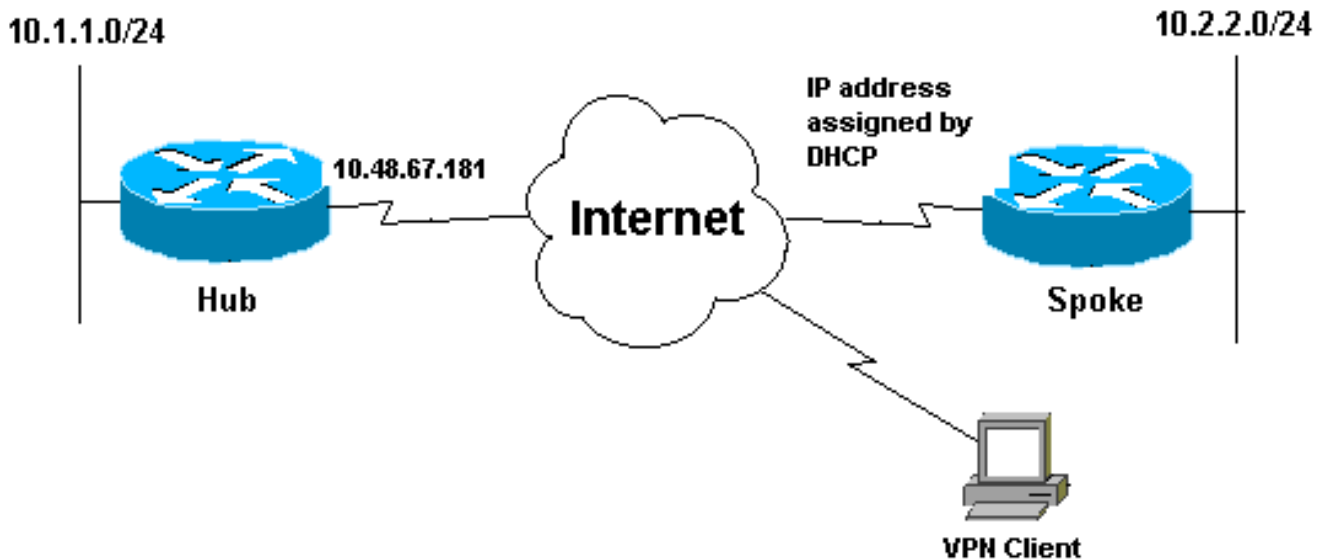 10.1.1.0/24
10.2.2.0/24
IP address
assigned by
DHCP
10.48.67.181
Internet
Hub
Spoke
VPN Client